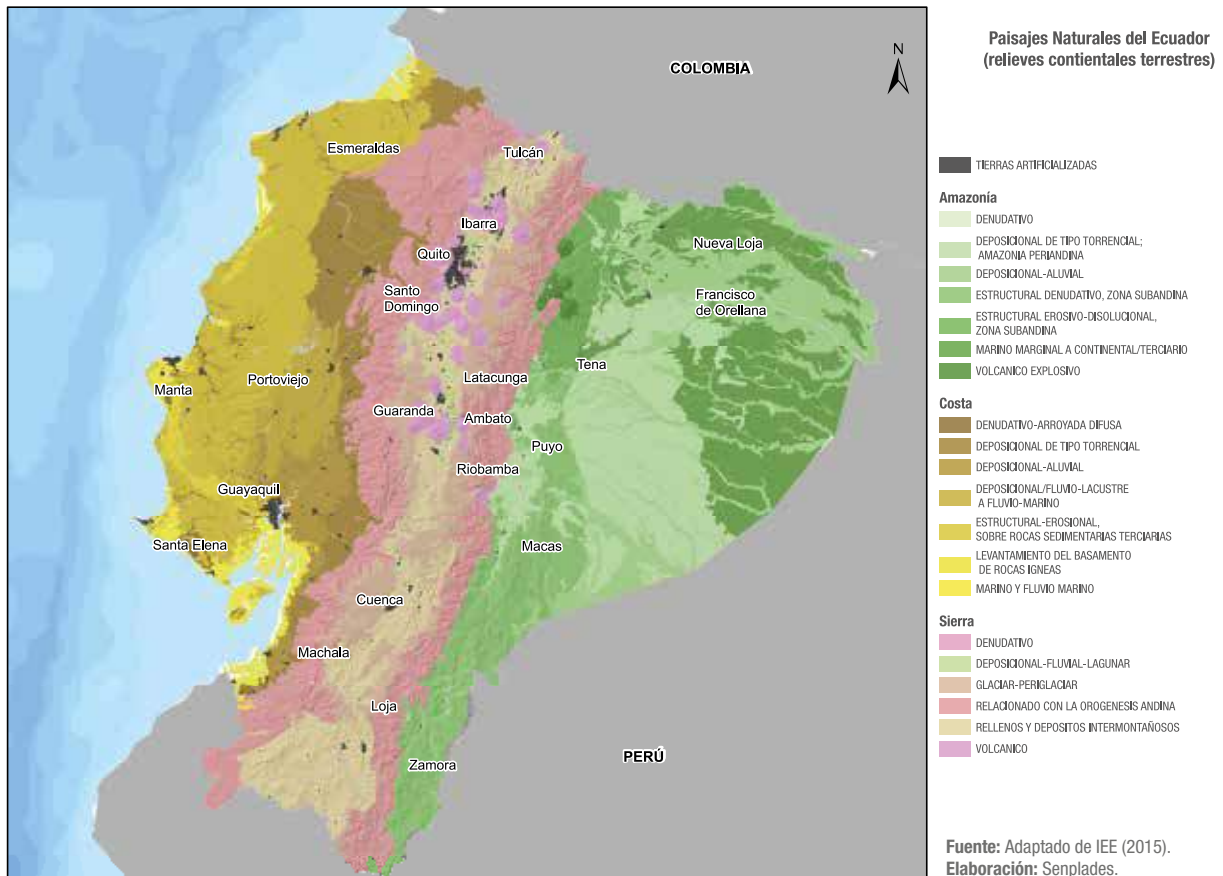 Paisajes Naturales del Ecuador
(relieves contientales terrestres)
N
COLOMBIA
Esmeraldas
Tulcán
Ibarra
Quito
Nueva Loja
Santo
Domingo
Francisco
de Orellana
Tena
Latacunga
Portoviejo
Manta
Guaranda
Ambato
Puyo
Riobamba
Guayaquil
Santa Elena
Macas
Cuenca
Machala
Loja
Zamora
PERÚ
TIERRAS ARTIFICIALIZADAS
Amazonía
DENUDATIVO
DEPOSICIONAL DE TIPO TORRENCIAL;
AMAZONIA PERIANDINA
DEPOSICIONAL-ALUVIAL
ESTRUCTURAL DENUDATIVO, ZONA SUBANDINA
ESTRUCTURAL EROSIVO-DISOLUCIONAL,
ZONA SUBANDINA
MARINO MARGINAL A CONTINENTAL/TERCIARIO
VOLCANICO EXPLOSIVO
Costa
DENUDATIVO-ARROYADA DIFUSA
DEPOSICIONAL DE TIPO TORRENCIAL
DEPOSICIONAL-ALUVIAL
DEPOSICIONAL/FLUVIO-LACUSTRE
A FLUVIO-MARINO
ESTRUCTURAL-EROSIONAL,
SOBRE ROCAS SEDIMENTARIAS TERCIARIAS
LEVANTAMIENTO DEL BASAMENTO
DE ROCAS IGNEAS
MARINO Y FLUVIO MARINO
Sierra
DENUDATIVO
DEPOSICIONAL-FLUVIAL-LAGUNAR
GLACIAR-PERIGLACIAR
RELACIONADO CON LA OROGENESIS ANDINA
RELLENOS Y DEPOSITOS INTERMONTAÑOSOS
VOLCANICO
Fuente: Adaptado de IEE (2015).
Elaboración: Senplades.